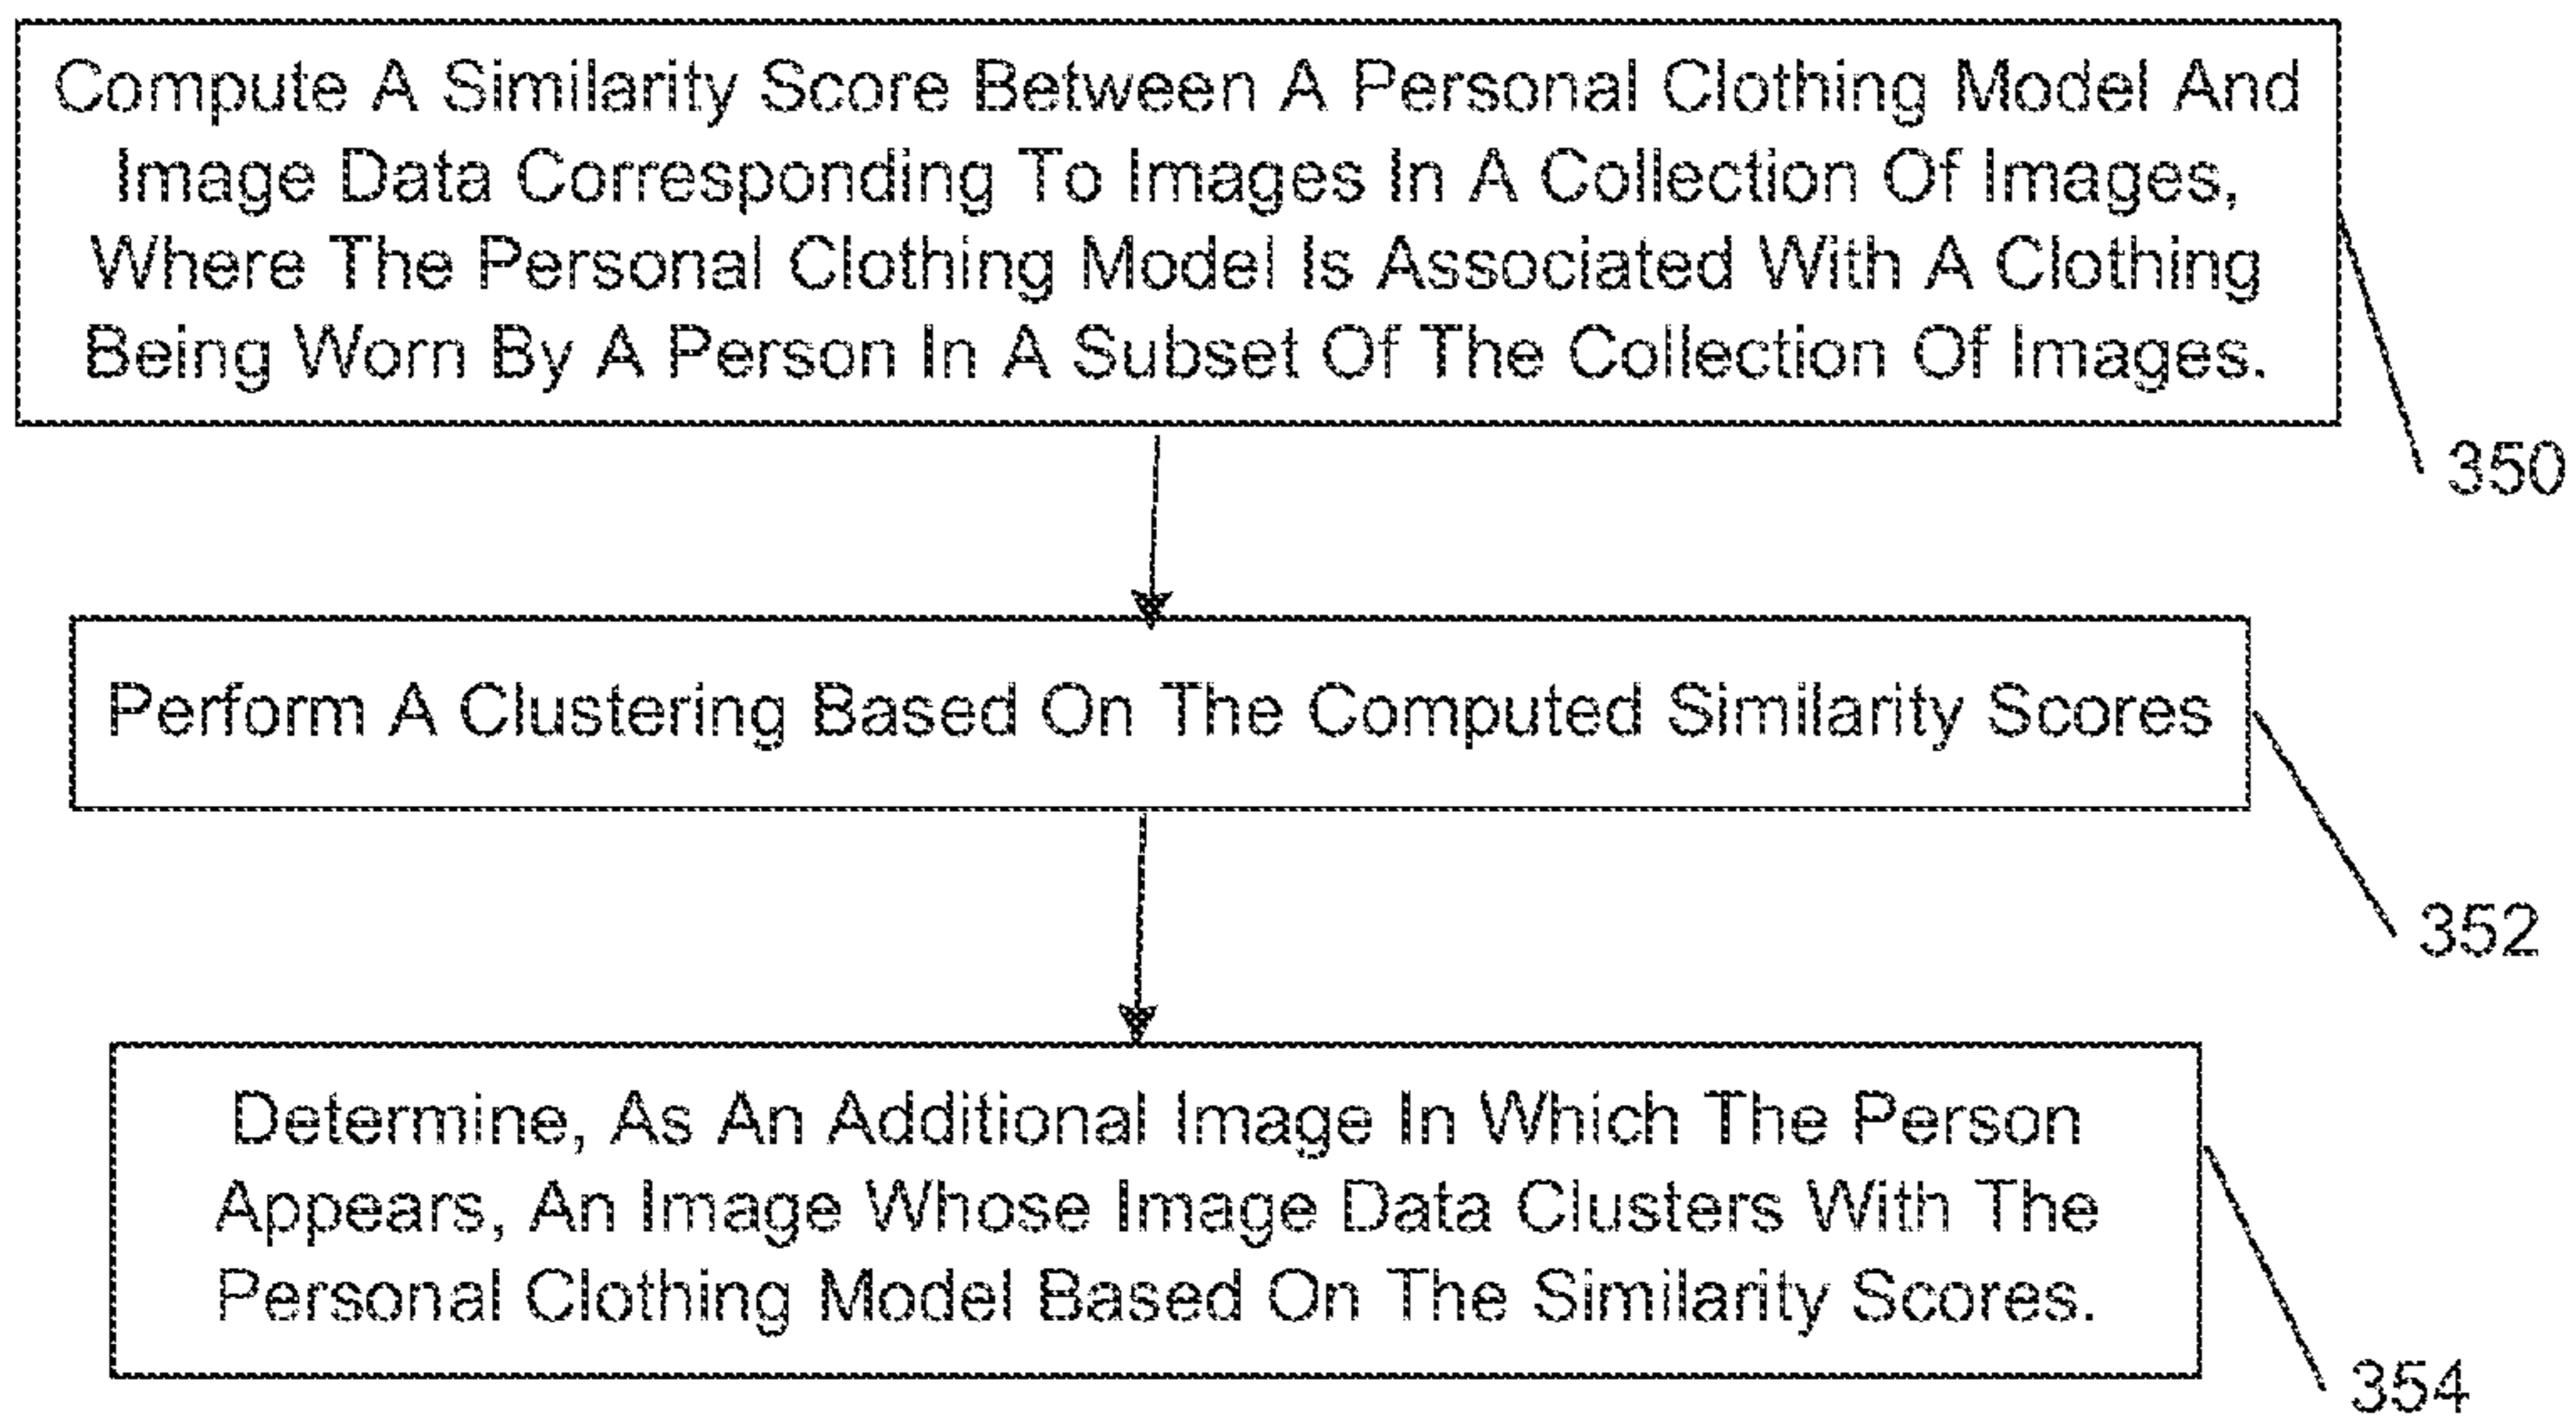 Compute A Similarity Score Between A Personal Clothing Model And
Image Data Corresponding To Images In A Collection Of Images,
Where The Personal Clothing Model Is Associated With A Clothing
Being Worn By A Person In A Subset Of The Collection Of Images.
350
Perform A Clustering Based On The Computed Similarity Scores
352
Determine, As An Additional Image In Which The Person
Appears, An Image Whose Image Data Clusters With The
Personal Clothing Model Based On The Similarity Scores.
354